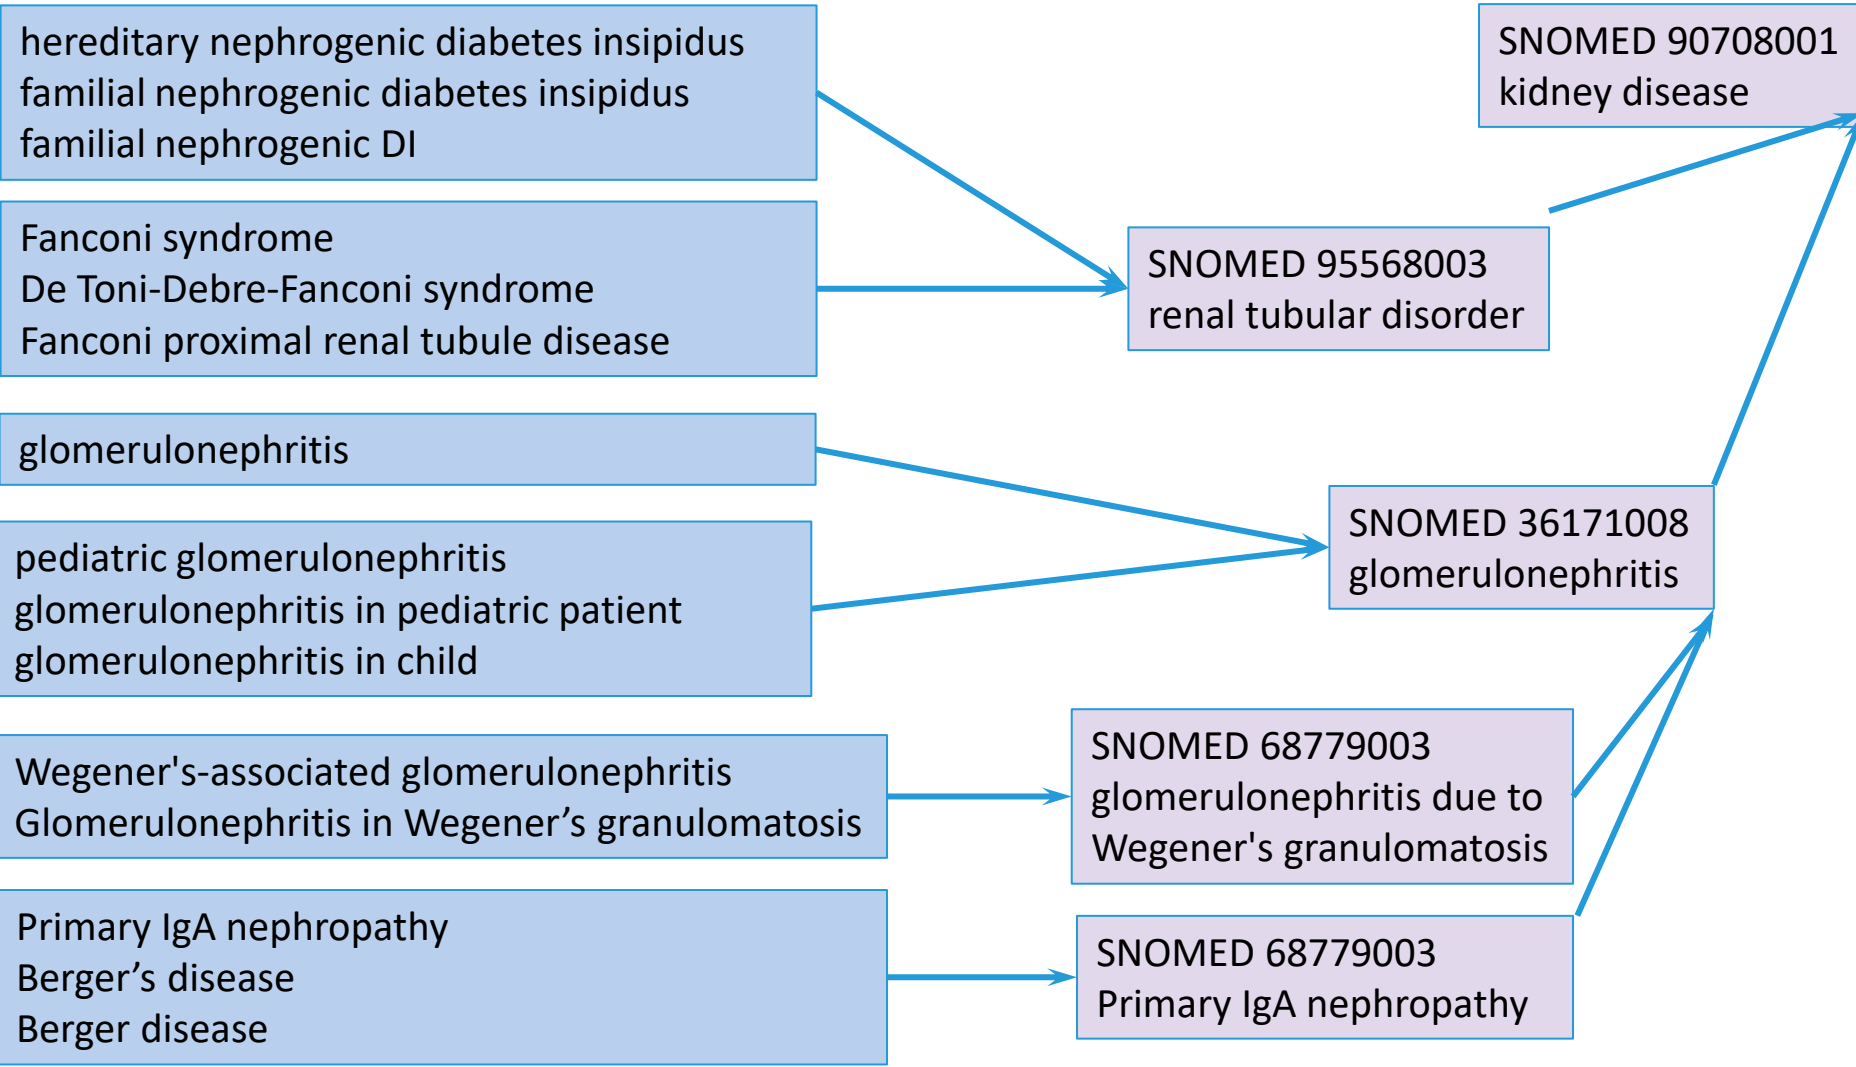 hereditary nephrogenic diabetes insipidus
familial nephrogenic diabetes insipidus
familial nephrogenic DI
SNOMED 90708001
kidney disease
Fanconi syndrome
De Toni-Debre-Fanconi syndrome
Fanconi proximal renal tubule disease
SNOMED 95568003
renal tubular disorder
glomerulonephritis
pediatric glomerulonephritis
glomerulonephritis in pediatric patient
glomerulonephritis in child
SNOMED 36171008
glomerulonephritis
Wegener's-associated glomerulonephritis
Glomerulonephritis in Wegener’s granulomatosis
SNOMED 68779003
glomerulonephritis due to
Wegener's granulomatosis
Primary IgA nephropathy
Berger’s disease
Berger disease
SNOMED 68779003
Primary IgA nephropathy